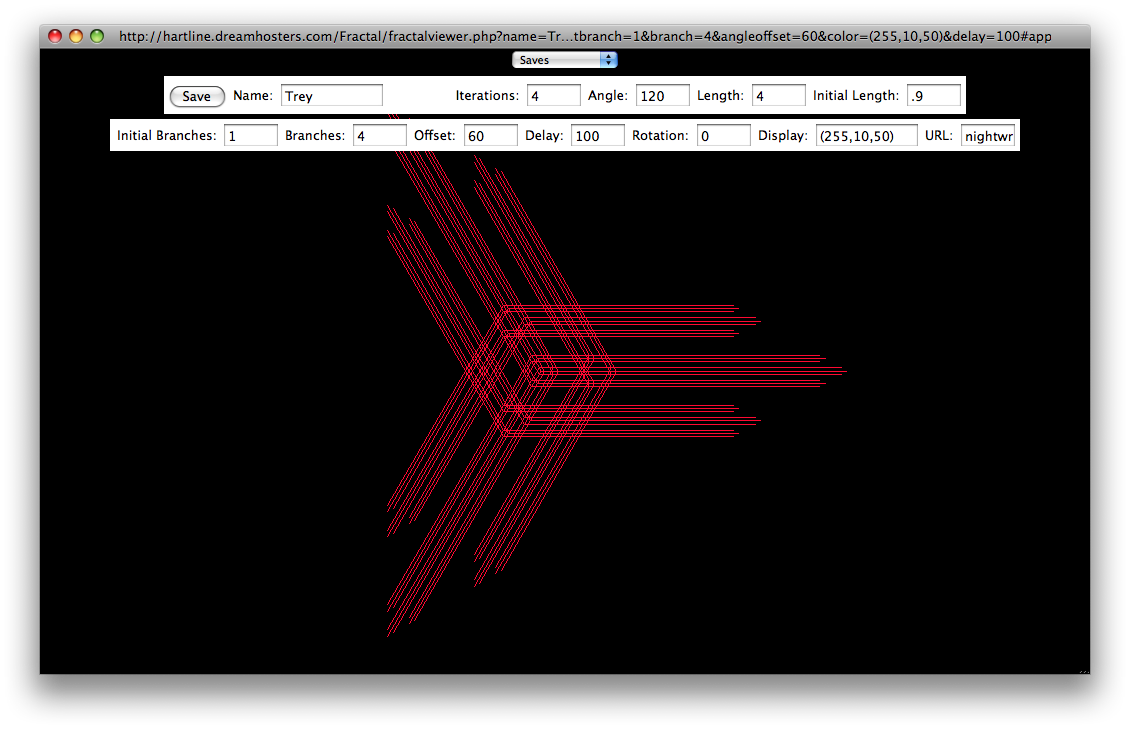 http://hartline.dreamhosters.com/Fractal/fractalviewer.php?name=Tr...tbranch=1&branch=4&angleoffset=60&color=(255,10,50)&delay=100#app
Saves
Save Name: Trey Iterations: 4 Angle: 120 Length: 4 Initial Length: .9
Initial Branches: 1 Branches: 4 Offset: 60 Delay: 100 Rotation: 0 Display: (255,10,50) URL: nightwr